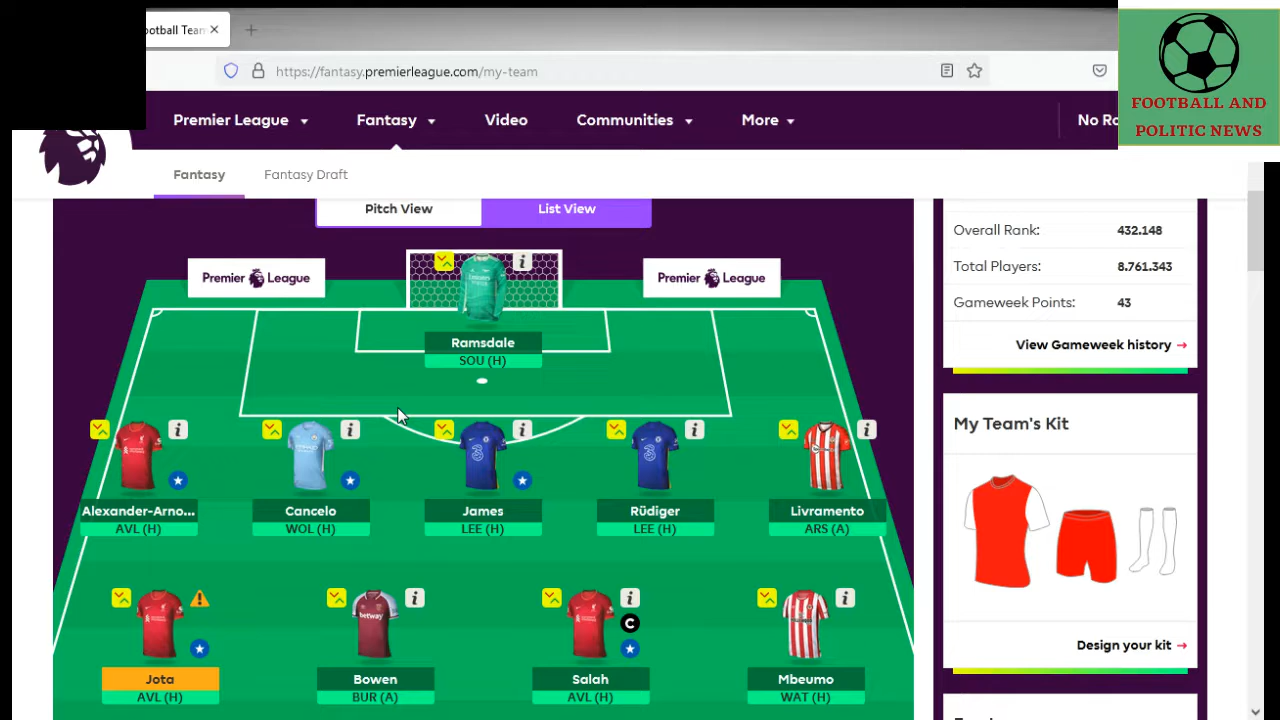 ootball Team
https://fantasy.premierleague.com/my-team
FOOTBALL AND
POLITIC NEWS
Premier League
Fantasy
Video
Communities
More
No Ro
Fantasy
Fantasy Draft
Pitch View
List View
Overall Rank:
432.148
Total Players:
8.761.343
Gameweek Points:
43
View Gameweek history
Premier League
Premier League
Ramsdale
SOU (H)
My Team's Kit
Alexander-Arno...
AVL (H)
Cancelo
WOL (H)
James
LEE (H)
Rüdiger
LEE (H)
Livramento
ARS (A)
betway
C
Design your kit
Jota
AVL (H)
Bowen
BUR (A)
Salah
AVL (H)
Mbeumo
WAT (H)